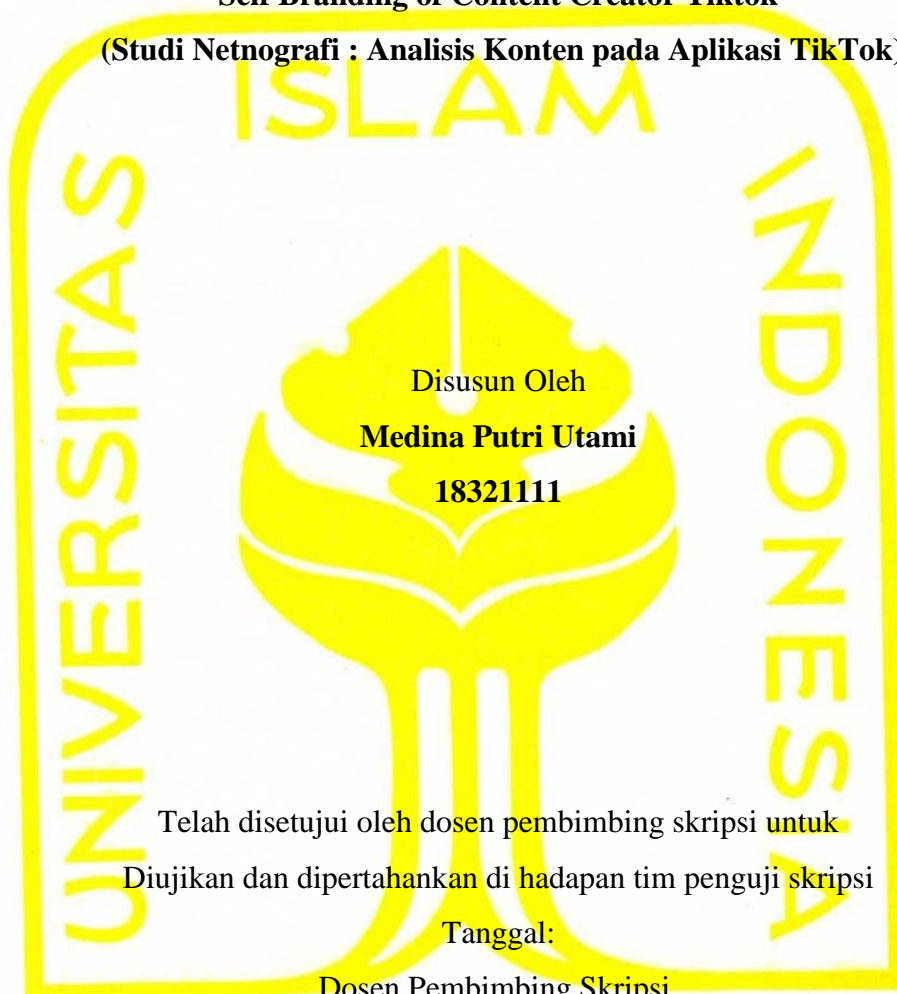 Self Branding of Content Creator Tiktok
(Studi Netnografi : Analisis Konten pada Aplikasi TikTok)
ISLAM
UNIVERSITAS
INDONESIA
Disusun Oleh
Medina Putri Utami
18321111
Telah disetujui oleh dosen pembimbing skripsi untuk
Diujikan dan dipertahankan di hadapan tim penguji skripsi
Tanggal:
Dosen Pembimbing Skripsi